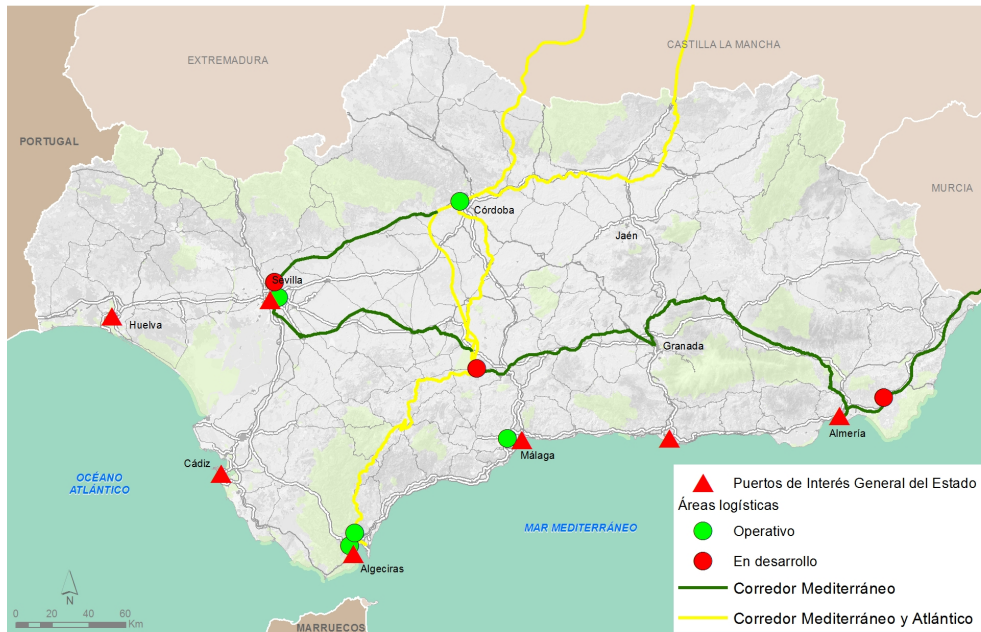 EXTREMADURA
CASTILLA LA MANCHA
PORTUGAL
MURCIA
Córdoba
Jaén
Sevilla
Huelva
Granada
Almería
Málaga
Cádiz
OCÉANO
ATLÁNTICO
MAR MEDITERRÁNEO
Algeciras
MARRUECOS
N
0 20 40 60
Km
Puertos de Interés General del Estado
Áreas logísticas
Operativo
En desarrollo
Corredor Mediterráneo
Corredor Mediterráneo y Atlántico